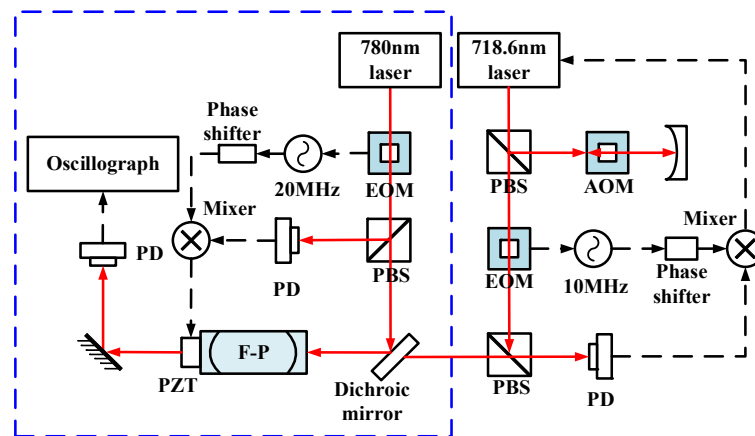 780nm
laser
718.6nm
laser
Phase
shifter
Oscillograph
20MHz
EOM
PBS
AOM
Mixer
Mixer
PD
PD
PBS
EOM
10MHz
Phase
shifter
F-P
PZT
Dichroic
mirror
PBS
PD